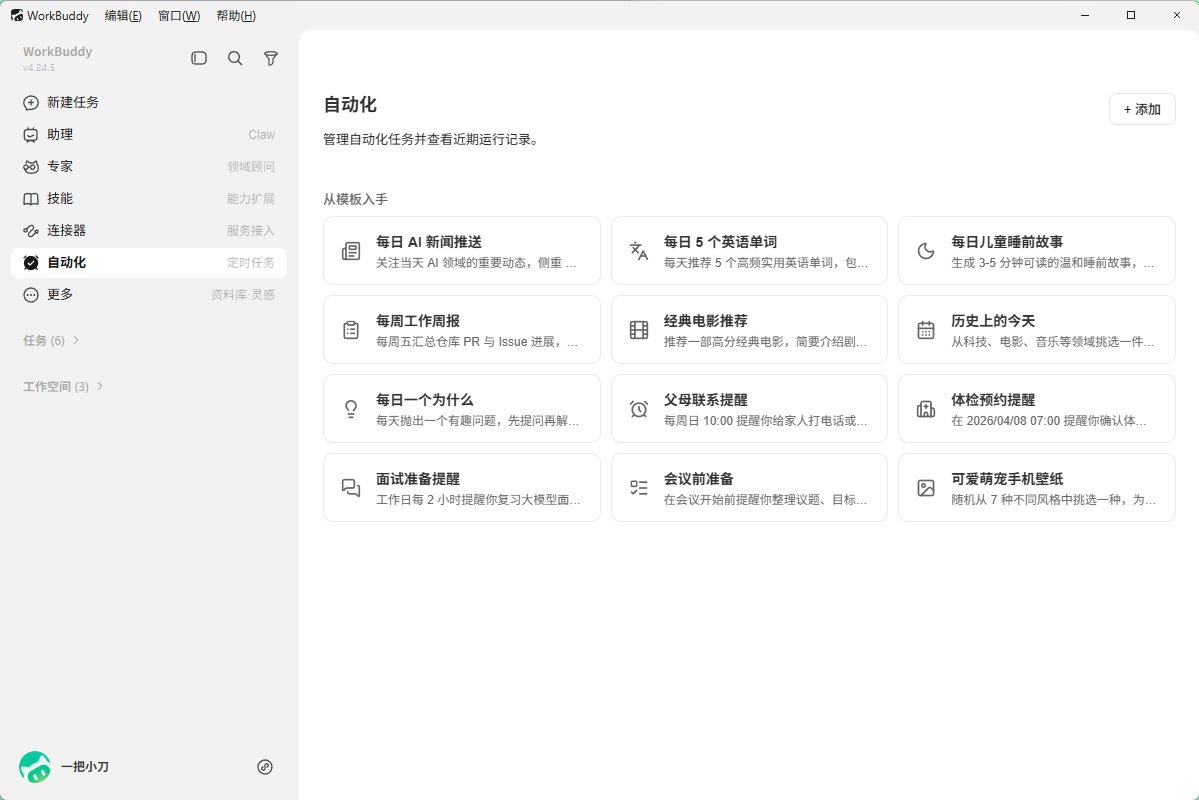 WorkBuddy 编辑(E) 窗口(W) 帮助(H)
WorkBuddy
v4.24.5
新建任务
助理 Claw
专家 领域顾问
技能 能力扩展
连接器 服务接入
自动化 定时任务
更多 资料库·灵感
任务 (6)
工作空间 (3)
一把小刀
自动化
+ 添加
管理自动化任务并查看近期运行记录。
从模板入手
每日 AI 新闻推送
关注当天 AI 领域的重要动态，侧重 ...
每日 5 个英语单词
每天推荐 5 个高频实用英语单词，包...
每日儿童睡前故事
生成 3-5 分钟可读的温和睡前故事，...
每周工作周报
每周五汇总仓库 PR 与 Issue 进展，...
经典电影推荐
推荐一部高分经典电影，简要介绍剧...
历史上的今天
从科技、电影、音乐等领域挑选一件...
每日一个为什么
每天抛出一个有趣问题，先提问再解...
父母联系提醒
每周日 10:00 提醒你给家人打电话或...
体检预约提醒
在 2026/04/08 07:00 提醒你确认体...
面试准备提醒
工作日每 2 小时提醒你复习大模型面...
会议前准备
在会议开始前提醒你整理议题、目标...
可爱萌宠手机壁纸
随机从 7 种不同风格中挑选一种，为...